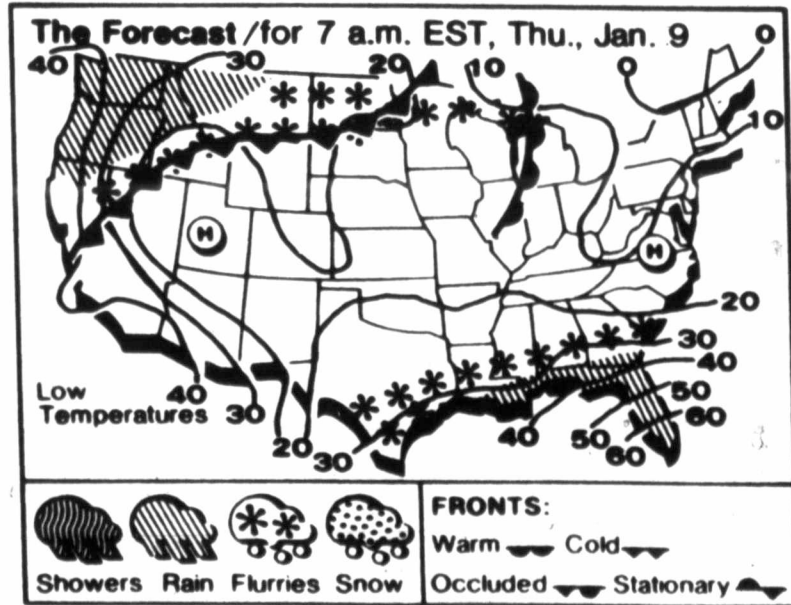 The Forecast /for 7 a.m. EST, Thu., Jan. 9
40 30 20 10 0 0
10
H H
20
30
40
50
60
Low
Temperatures
40 30 20 30 40 50 60
Showers Rain Flurries Snow
FRONTS:
Warm Cold
Occluded Stationary